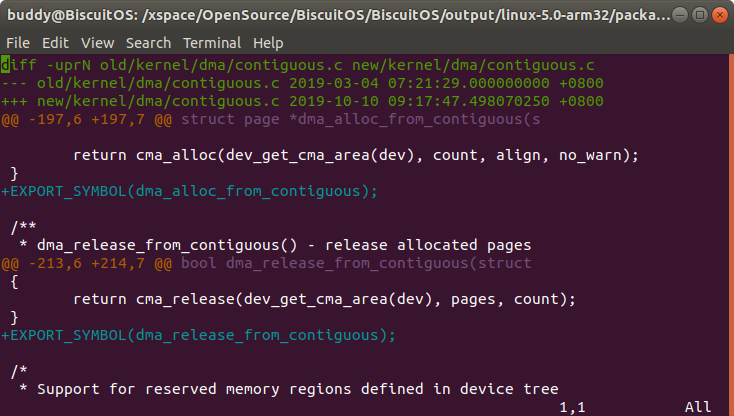 buddy@BiscuitOS: /xspace/OpenSource/BiscuitOS/BiscuitOS/output/linux-5.0-arm32/packa...
File Edit View Search Terminal Help
diff -uprN old/kernel/dma/contiguous.c new/kernel/dma/contiguous.c
--- old/kernel/dma/contiguous.c 2019-03-04 07:21:29.000000000 +0800
+++ new/kernel/dma/contiguous.c 2019-10-10 09:17:47.498070250 +0800
@@ -197,6 +197,7 @@ struct page *dma_alloc_from_contiguous(s
        return cma_alloc(dev_get_cma_area(dev), count, align, no_warn);
 }
+EXPORT_SYMBOL(dma_alloc_from_contiguous);
 /**
  * dma_release_from_contiguous() - release allocated pages
@@ -213,6 +214,7 @@ bool dma_release_from_contiguous(struct
 {
        return cma_release(dev_get_cma_area(dev), pages, count);
 }
+EXPORT_SYMBOL(dma_release_from_contiguous);
 /*
  * Support for reserved memory regions defined in device tree
1,1 All